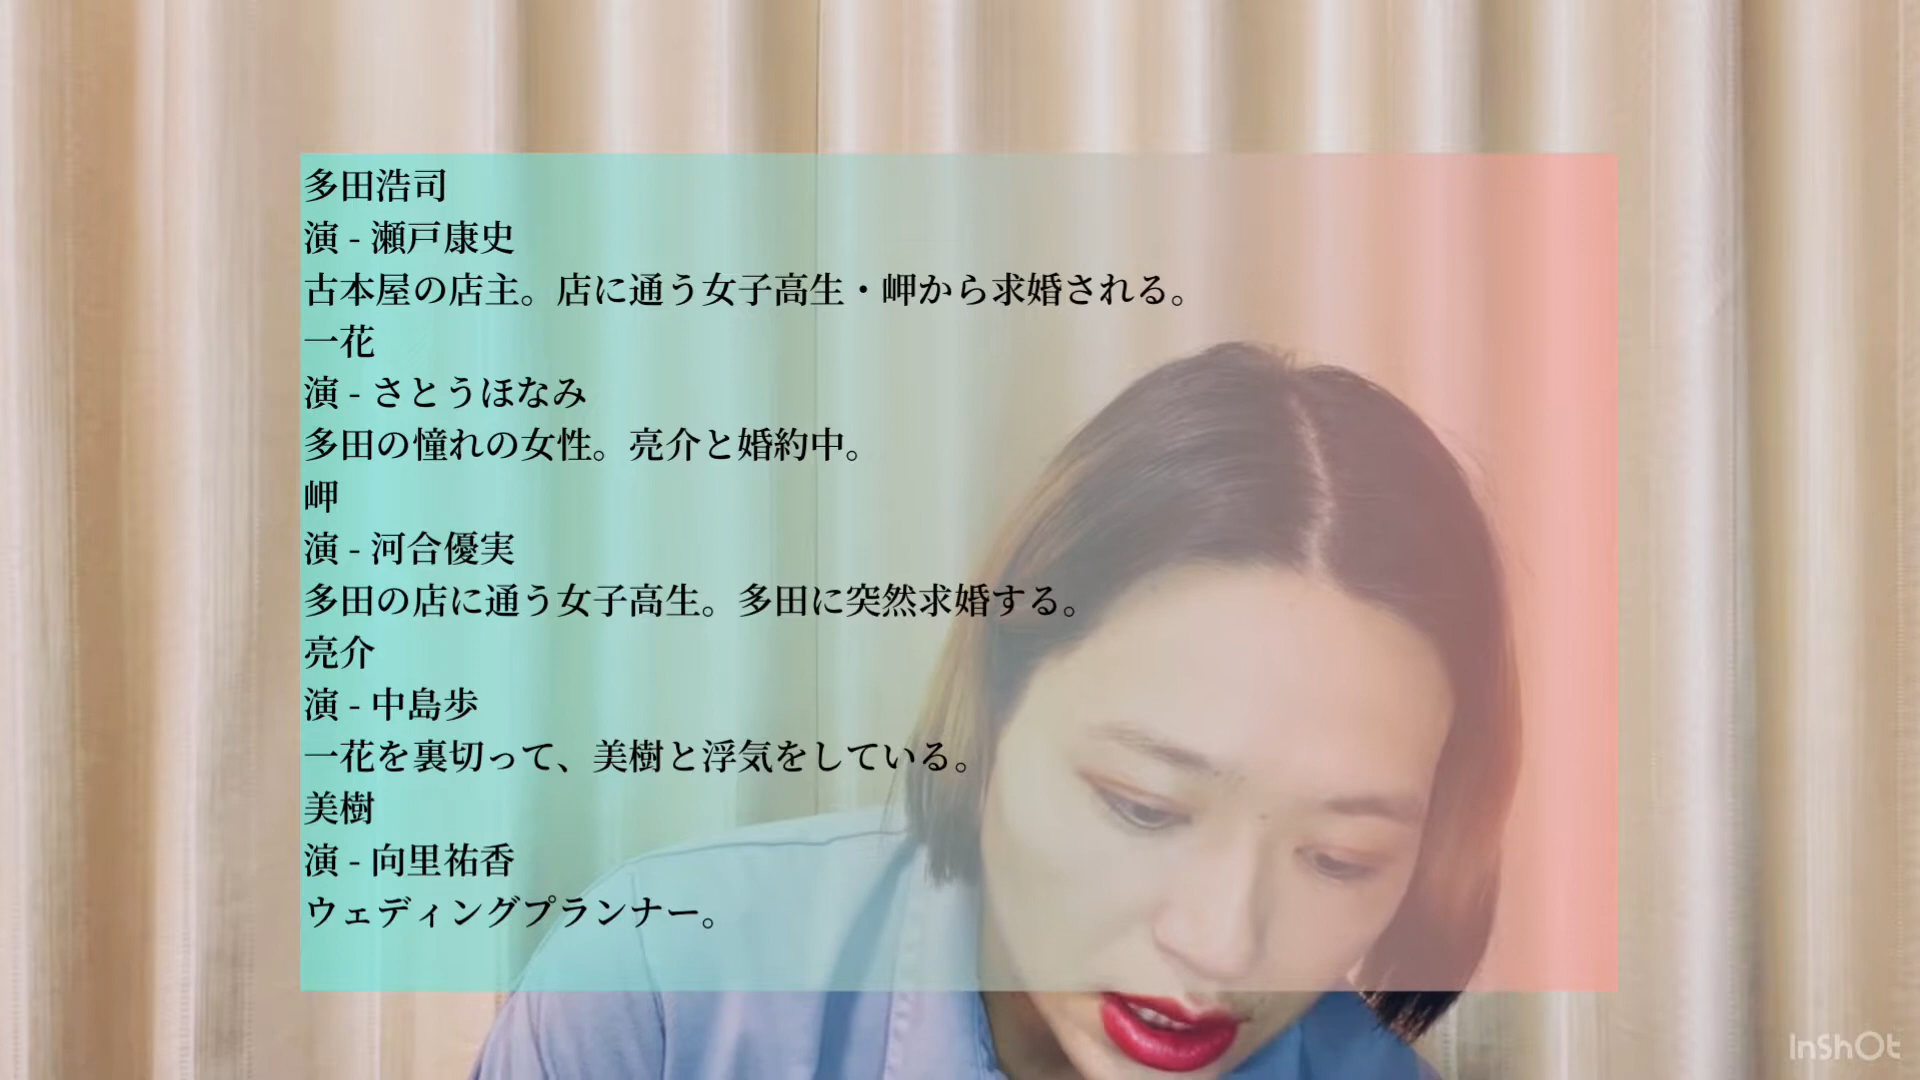 多田浩司
演 - 瀬戸康史
古本屋の店主。店に通う女子高生・岬から求婚される。
一花
演 - さとうほなみ
多田の憧れの女性。亮介と婚約中。
岬
演 - 河合優実
多田の店に通う女子高生。多田に突然求婚する。
亮介
演 - 中島歩
一花を裏切って、美樹と浮気をしている。
美樹
演 - 向里祐香
ウェディングプランナー。
InShOt